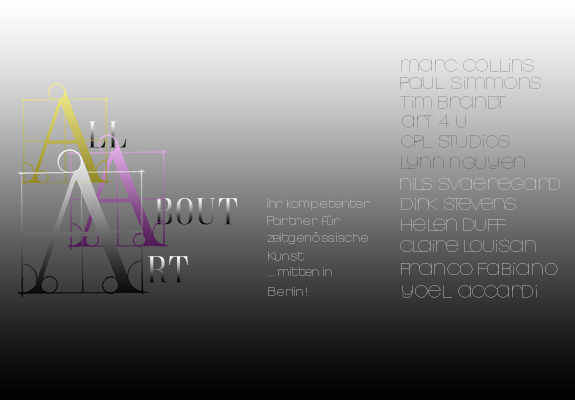 ALL
ABOUT
ART
ihr kompetenter
Partner für
zeitgenössische
Kunst
... mitten in
Berlin!
marc collins
Paul Simmons
Tim Brandt
art 4 u
CPL STUDIOS
Lynn nguyen
nils svaeregard
Dirk Stevens
Helen Duff
Claire Louisan
Franco Fabiano
yoel accardi